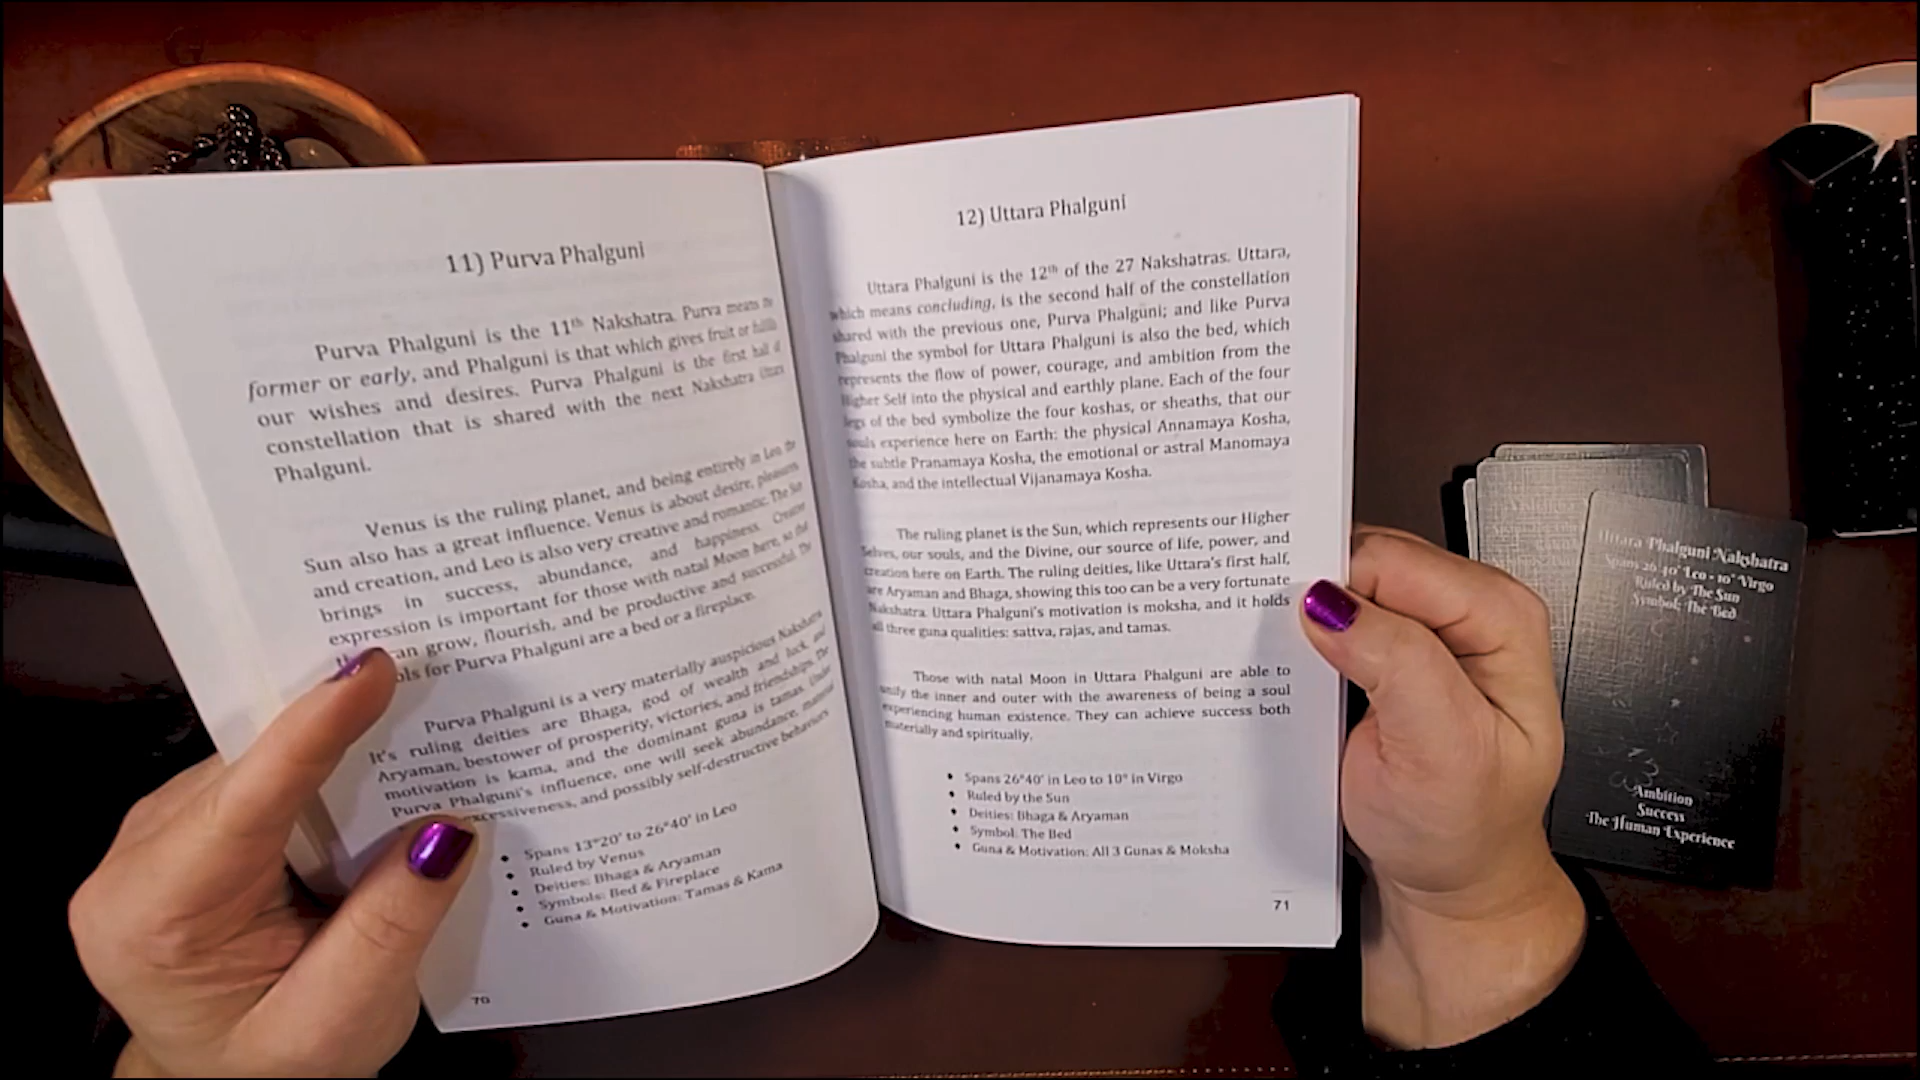 11) Purva Phalguni
Purva Phalguni is the 11th Nakshatra. Purva means
former or early, and Phalguni is that which gives fruit or
our wishes and desires. Purva Phalguni is the first half of
constellation that is shared with the next Nakshatra Uttara
Phalguni.
Venus is the ruling planet, and being entirely in Leo the
Sun also has a great influence. Venus is about desire, pleasure
and creation, and Leo is also very creative and romantic. The Sun
brings in success, abundance, and happiness. Creative
expression is important for those with natal Moon here, so
can grow, flourish, and be productive and successful. The
for Purva Phalguni are a bed or a fireplace.
Purva Phalguni is a very materially auspicious Nakshatra
It's ruling deities are Bhaga, god of wealth and luck, and
Aryaman, bestower of prosperity, victories, and friendships. The
motivation is kama, and the dominant guna is tamas. Under
Purva Phalguni's influence, one will seek abundance, material
excessiveness, and possibly self-destructive behaviors
• Spans 13°20' to 26°40' in Leo
• Ruled by Venus
• Deities: Bhaga & Aryaman
• Symbols: Bed & Fireplace
• Guna & Motivation: Tamas & Kama
70
12) Uttara Phalguni
Uttara Phalguni is the 12th of the 27 Nakshatras. Uttara,
which means concluding, is the second half of the constellation
shared with the previous one, Purva Phalguni; and like Purva
Phalguni the symbol for Uttara Phalguni is also the bed, which
represents the flow of power, courage, and ambition from the
Higher Self into the physical and earthly plane. Each of the four
legs of the bed symbolize the four koshas, or sheaths, that our
souls experience here on Earth: the physical Annamaya Kosha,
the subtle Pranamaya Kosha, the emotional or astral Manomaya
Kosha, and the intellectual Vijanamaya Kosha.
The ruling planet is the Sun, which represents our Higher
Selves, our souls, and the Divine, our source of life, power, and
creation here on Earth. The ruling deities, like Uttara's first half,
are Aryaman and Bhaga, showing this too can be a very fortunate
Nakshatra. Uttara Phalguni's motivation is moksha, and it holds
all three guna qualities: sattva, rajas, and tamas.
Those with natal Moon in Uttara Phalguni are able to
unify the inner and outer with the awareness of being a soul
experiencing human existence. They can achieve success both
materially and spiritually.
• Spans 26°40' in Leo to 10° in Virgo
• Ruled by the Sun
• Deities: Bhaga & Aryaman
• Symbol: The Bed
• Guna & Motivation: All 3 Gunas & Moksha
71
Uttara Phalguni Nakshatra
Spans 26°40' Leo - 10° Virgo
Ruled by The Sun
Symbol: The Bed
Ambition
Success
The Human Experience